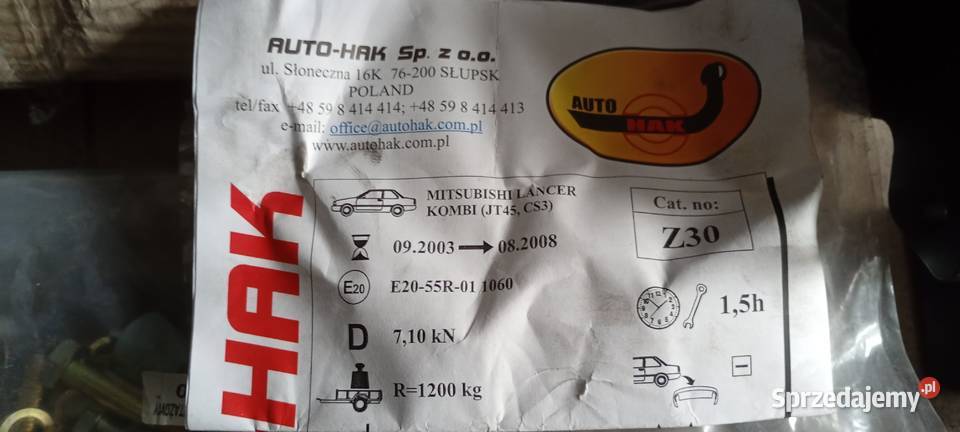 AUTO-HAK Sp. z o.o.
ul. Słoneczna 16K 76-200 SŁUPSK
POLAND
tel/fax +48 59 8 414 414; +48 59 8 414 413
e-mail: office@autohak.com.pl
www.autohak.com.pl
AUTO
HAK
HAK
MITSUBISHI LANCER
KOMBI (JT45, CS3)
Cat. no:
Z30
09.2003 → 08.2008
E20
E20-55R-01 1060
1,5h
D
7,10 kN
R=1200 kg
Sprzedajemy.pl